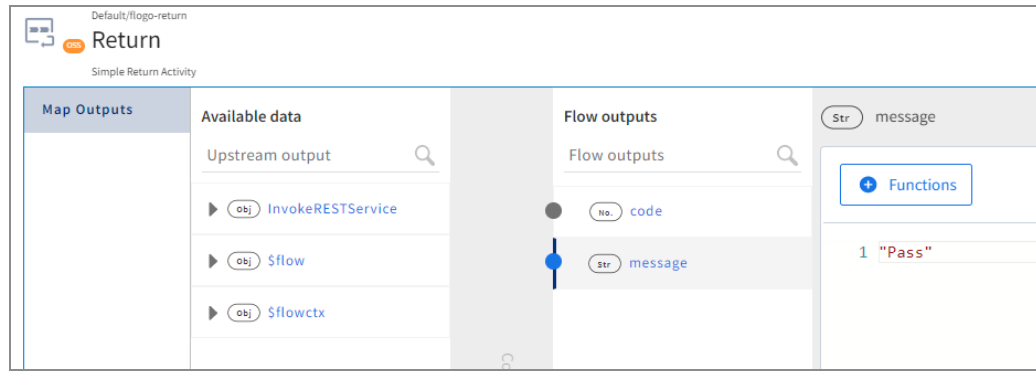 Default/flogo-return
OSS
Return
Simple Return Activity
Map Outputs
Available data
Upstream output
Obj InvokeRESTService
Obj $flow
Obj $flowctx
Co
Flow outputs
Flow outputs
No. code
Str message
Str message
Functions
1 "Pass"